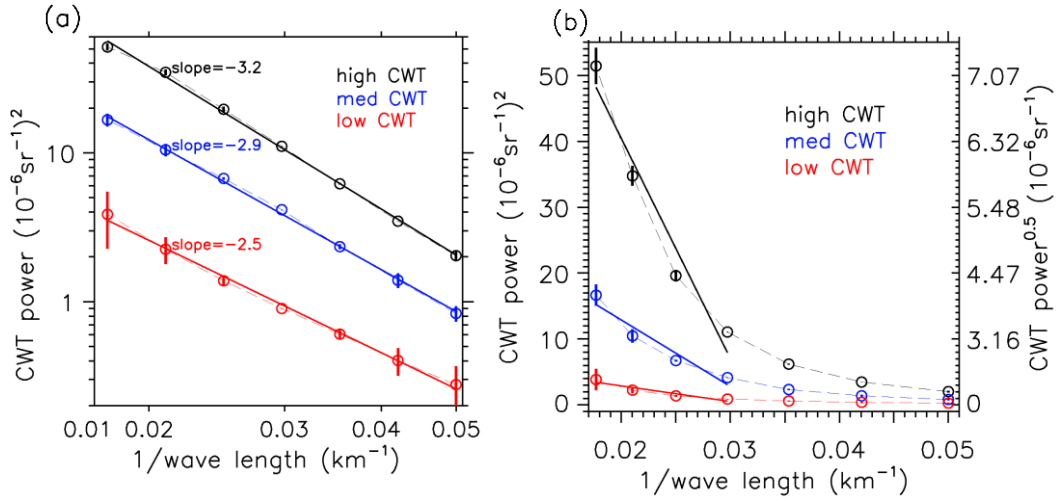 (a)
CWT power (10⁻⁶sr⁻¹)²
10
1
slope=−3.2
slope=−2.9
slope=−2.5
high CWT
med CWT
low CWT
0.01 0.02 0.03 0.04 0.05
1/wave length (km⁻¹)
(b)
CWT power (10⁻⁶sr⁻¹)²
50
40
30
20
10
0
high CWT
med CWT
low CWT
0.02 0.03 0.04 0.05
1/wave length (km⁻¹)
7.07
6.32
5.48
4.47
3.16
0
CWT power⁰·⁵ (10⁻⁶sr⁻¹)